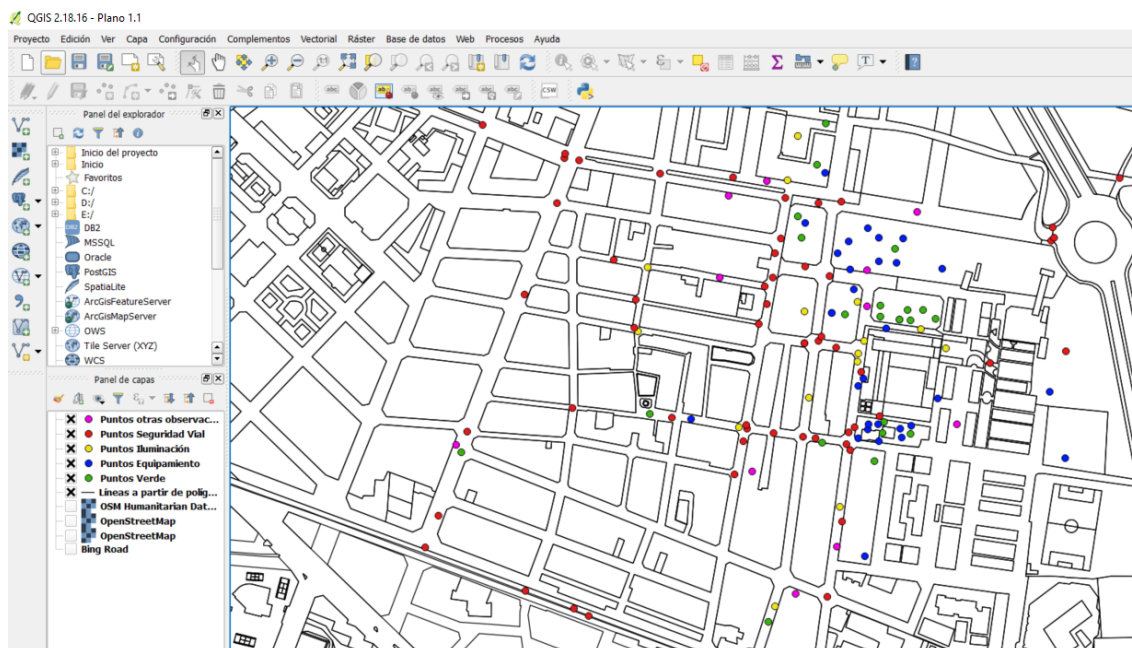 QGIS 2.18.16 - Plano 1.1
Proyecto Edición Ver Capa Configuración Complementos Vectorial Ráster Base de datos Web Procesos Ayuda
CSW
Panel del explorador
Inicio del proyecto
Inicio
Favoritos
C:/
D:/
E:/
DB2
MSSQL
Oracle
PostGIS
SpatiaLite
ArcGisFeatureServer
ArcGisMapServer
OWS
Tile Server (XYZ)
WCS
Panel de capas
Puntos otras observac...
Puntos Seguridad Vial
Puntos Iluminación
Puntos Equipamiento
Puntos Verde
Líneas a partir de políg...
OSM Humanitarian Dat...
OpenStreetMap
OpenStreetMap
Bing Road